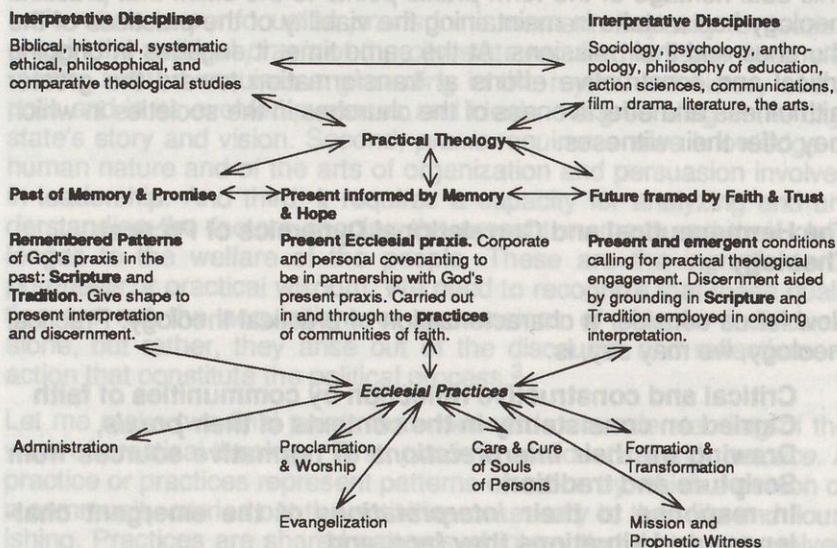 Interpretative Disciplines
Biblical, historical, systematic
ethical, philosophical, and
comparative theological studies
Interpretative Disciplines
Sociology, psychology, anthro-
pology, philosophy of education,
action sciences, communications,
film , drama, literature, the arts.
Practical Theology
Past of Memory & Promise
Present informed by Memory
& Hope
Future framed by Faith & Trust
Remembered Patterns
of God's praxis in the
past: Scripture and
Tradition. Give shape to
present interpretation
and discernment.
Present Ecclesial praxis. Corporate
and personal covenanting to
be in partnership with God's
present praxis. Carried out
in and through the practices
of communities of faith.
Present and emergent conditions
calling for practical theological
engagement. Discernment aided
by grounding in Scripture and
Tradition employed in ongoing
interpretation.
Ecclesial Practices
Administration
Proclamation
& Worship
Care & Cure
of Souls
of Persons
Formation &
Transformation
Evangelization
Mission and
Prophetic Witness